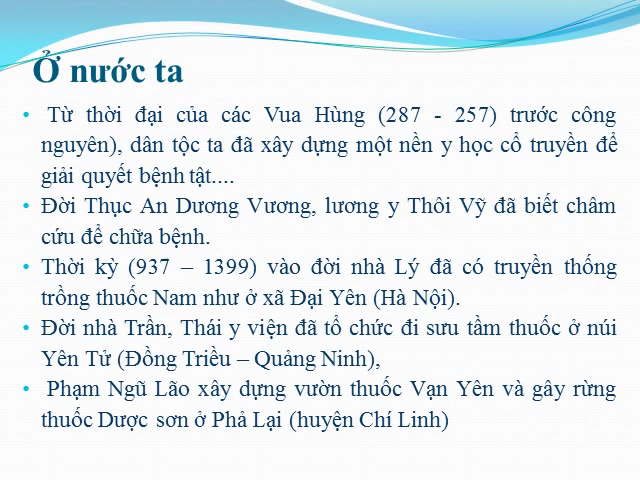 Ở nước ta
• Từ thời đại của các Vua Hùng (287 - 257) trước công
nguyên), dân tộc ta đã xây dựng một nền y học cổ truyền để
giải quyết bệnh tật....
• Đời Thục An Dương Vương, lương y Thôi Vỹ đã biết châm
cứu để chữa bệnh.
• Thời kỳ (937 – 1399) vào đời nhà Lý đã có truyền thống
trồng thuốc Nam như ở xã Đại Yên (Hà Nội).
• Đời nhà Trần, Thái y viện đã tổ chức đi sưu tầm thuốc ở núi
Yên Tử (Đồng Triều – Quảng Ninh),
• Phạm Ngũ Lão xây dựng vườn thuốc Vạn Yên và gây rừng
thuốc Dược sơn ở Phả Lại (huyện Chí Linh)